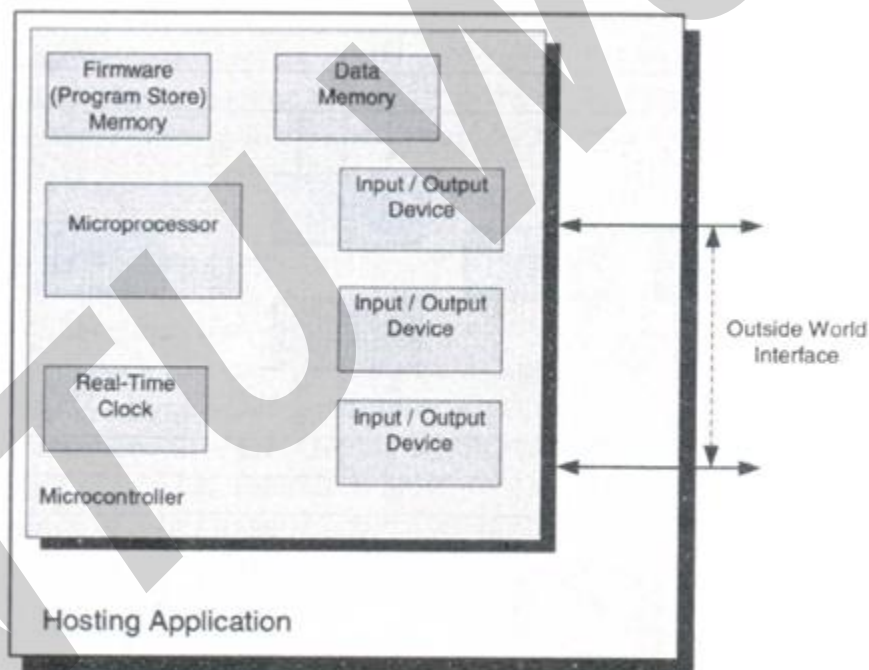 Firmware
(Program Store)
Memory
Data
Memory
Microprocessor
Input / Output
Device
Input / Output
Device
Real-Time
Clock
Input / Output
Device
Microcontroller
Outside World
Interface
Hosting Application